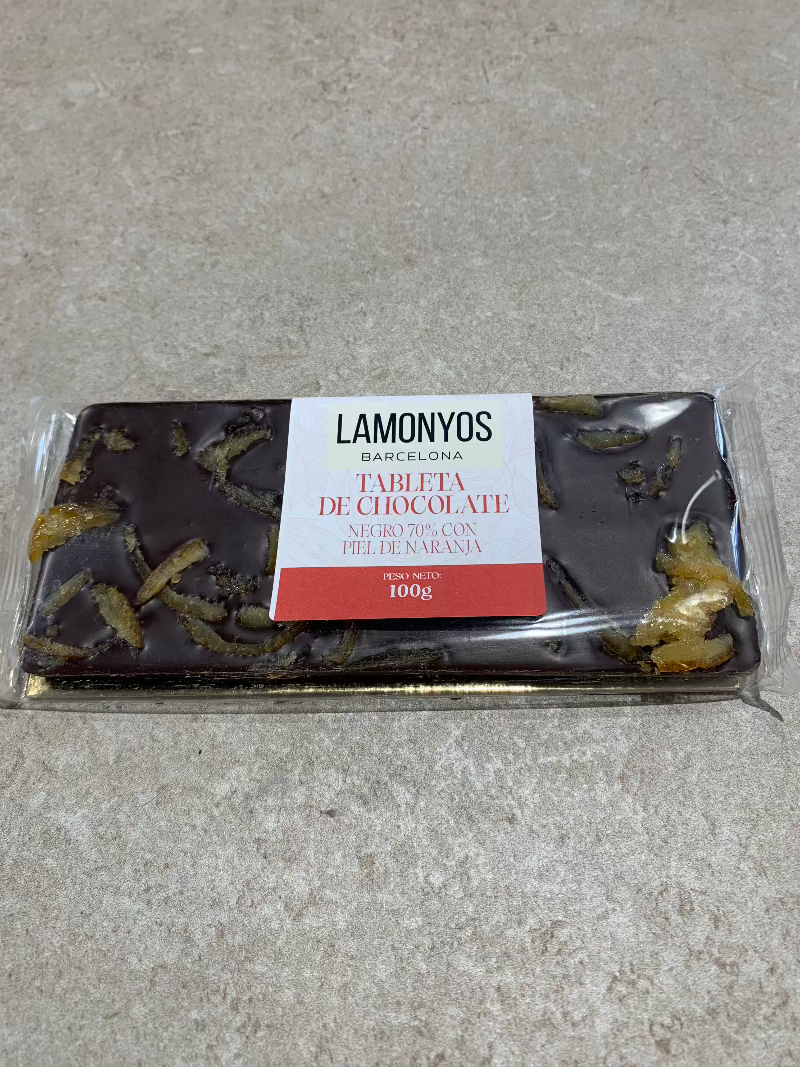 LAMONYOS
BARCELONA
TABLETA
DE CHOCOLATE
NEGRO 70% CON
PIEL DE NARANJA
PESO NETO:
100g